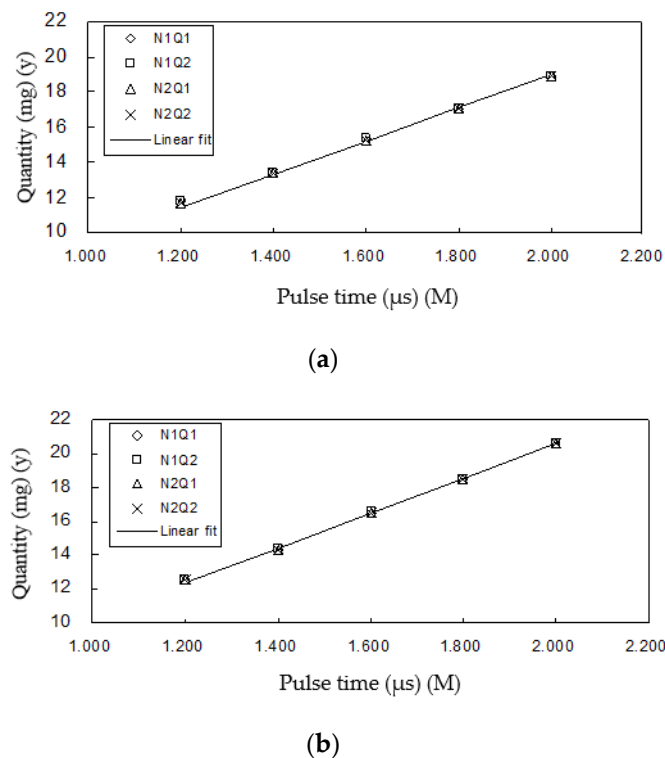 22
20
18
16
14
12
10
Quantity (mg) (y)
N1Q1
N1Q2
N2Q1
N2Q2
Linear fit
1.000 1.200 1.400 1.600 1.800 2.000 2.200
Pulse time (μs) (M)
(a)
22
20
18
16
14
12
10
Quantity (mg) (y)
N1Q1
N1Q2
N2Q1
N2Q2
Linear fit
1.000 1.200 1.400 1.600 1.800 2.000 2.200
Pulse time (μs) (M)
(b)